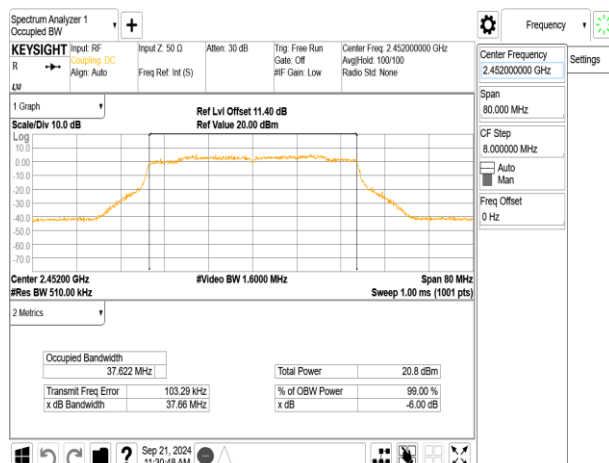 Spectrum Analyzer 1
Occupied BW
Frequency
KEYSIGHT
R
LXI
Input: RF
Coupling: DC
Align: Auto
Input Z: 50 Ω
Freq Ref: Int (S)
Atten: 30 dB
Trig: Free Run
Gate: Off
#IF Gain: Low
Center Freq: 2.452000000 GHz
Avg|Hold: 100/100
Radio Std: None
Center Frequency
2.452000000 GHz
Settings
Span
80.000 MHz
CF Step
8.000000 MHz
Auto
Man
Freq Offset
0 Hz
1 Graph
Scale/Div 10.0 dB
Ref Lvl Offset 11.40 dB
Ref Value 20.00 dBm
Log
10.0
0.00
-10.0
-20.0
-30.0
-40.0
-50.0
-60.0
-70.0
Center 2.45200 GHz
#Res BW 510.00 kHz
#Video BW 1.6000 MHz
Span 80 MHz
Sweep 1.00 ms (1001 pts)
2 Metrics
Occupied Bandwidth
37.622 MHz
Total Power 20.8 dBm
Transmit Freq Error 103.29 kHz
% of OBW Power 99.00 %
x dB Bandwidth 37.66 MHz
x dB -6.00 dB
?
Sep 21, 2024
11:30:48 AM